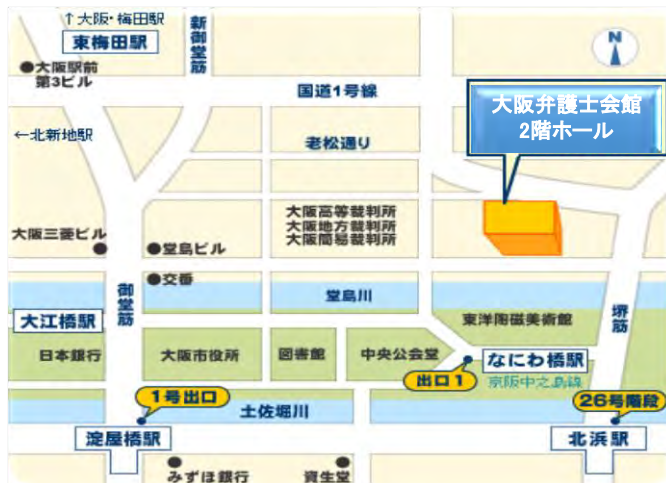 ↑大阪・梅田駅
東梅田駅
新御堂筋
N
●大阪駅前
第3ビル
国道1号線
大阪弁護士会館
2階ホール
←北新地駅
老松通り
大阪高等裁判所
大阪地方裁判所
大阪簡易裁判所
大阪三菱ビル
●堂島ビル
●交番
御堂筋
堂島川
堺筋
大江橋駅
東洋陶磁美術館
日本銀行
大阪市役所
図書館
中央公会堂
なにわ橋駅
出口1
京阪中之島線
1号出口
土佐堀川
26号階段
淀屋橋駅
北浜駅
みずほ銀行
資生堂